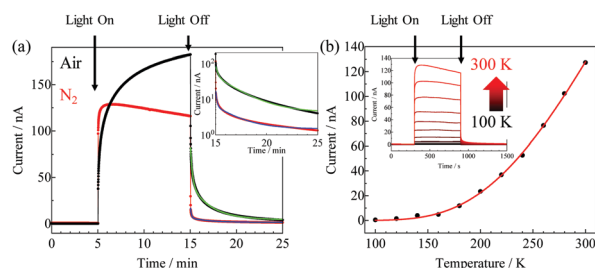 Light On
Light Off
(a)
Air
N₂
Current / nA
150
100
50
0
0
5
10
15
20
25
Time / min
Current / nA
10²
10¹
10⁰
15
20
25
Time / min
Light On
Light Off
(b)
Current / nA
140
120
100
80
60
40
20
0
100
150
200
250
300
Temperature / K
Current / nA
140
120
100
80
60
40
20
0
0
500
1000
1500
Time / s
300 K
100 K